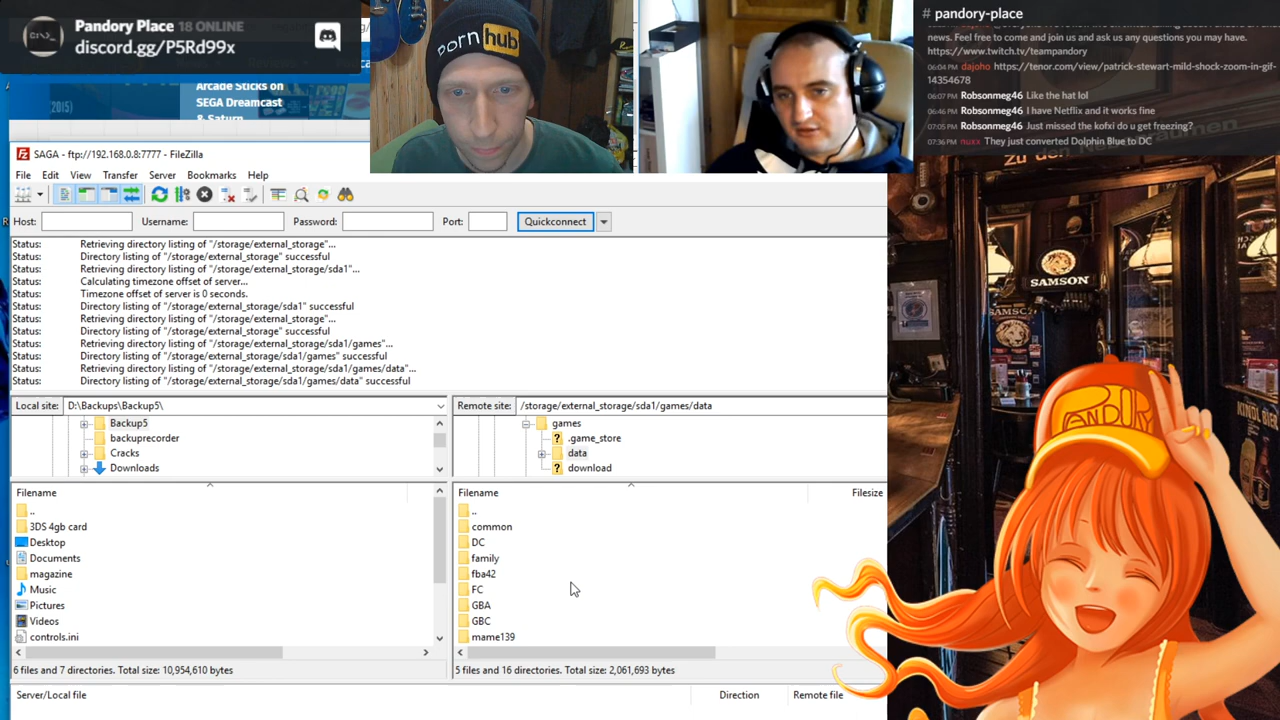 Pandory Place 18 ONLINE
discord.gg/P5Rd99x
2015)
Arcade Sticks on
SEGA Dreamcast
& Saturn
Porn hub
# pandory-place
news. Feel free to come and join us and ask us any questions you may have.
https://www.twitch.tv/teampandory
06:04 PM dajoho https://tenor.com/view/patrick-stewart-mild-shock-zoom-in-gif-
14354678
06:07 PM Robsonmeg46 Like the hat lol
06:46 PM Robsonmeg46 I have Netflix and it works fine
07:05 PM Robsonmeg46 Just missed the kofxi do u get freezing?
07:36 PM nuxx They just converted Dolphin Blue to DC
Zu den
SAGA - ftp://192.168.0.8:7777 - FileZilla
File Edit View Transfer Server Bookmarks Help
Host: Username: Password: Port: Quickconnect
Status: Retrieving directory listing of "/storage/external_storage"...
Status: Directory listing of "/storage/external_storage" successful
Status: Retrieving directory listing of "/storage/external_storage/sda1"...
Status: Calculating timezone offset of server...
Status: Timezone offset of server is 0 seconds.
Status: Directory listing of "/storage/external_storage/sda1" successful
Status: Retrieving directory listing of "/storage/external_storage"...
Status: Directory listing of "/storage/external_storage" successful
Status: Retrieving directory listing of "/storage/external_storage/sda1/games"...
Status: Directory listing of "/storage/external_storage/sda1/games" successful
Status: Retrieving directory listing of "/storage/external_storage/sda1/games/data"...
Status: Directory listing of "/storage/external_storage/sda1/games/data" successful
Local site: D:\Backups\Backup5\
Backup5
backuprecorder
Cracks
Downloads
Remote site: /storage/external_storage/sda1/games/data
games
.game_store
data
download
Filename
..
3DS 4gb card
Desktop
Documents
magazine
Music
Pictures
Videos
controls.ini
6 files and 7 directories. Total size: 10,954,610 bytes
Filename Filesize
..
common
DC
family
fba42
FC
GBA
GBC
mame139
5 files and 16 directories. Total size: 2,061,693 bytes
Server/Local file Direction Remote file
SAMSON
PANDORY